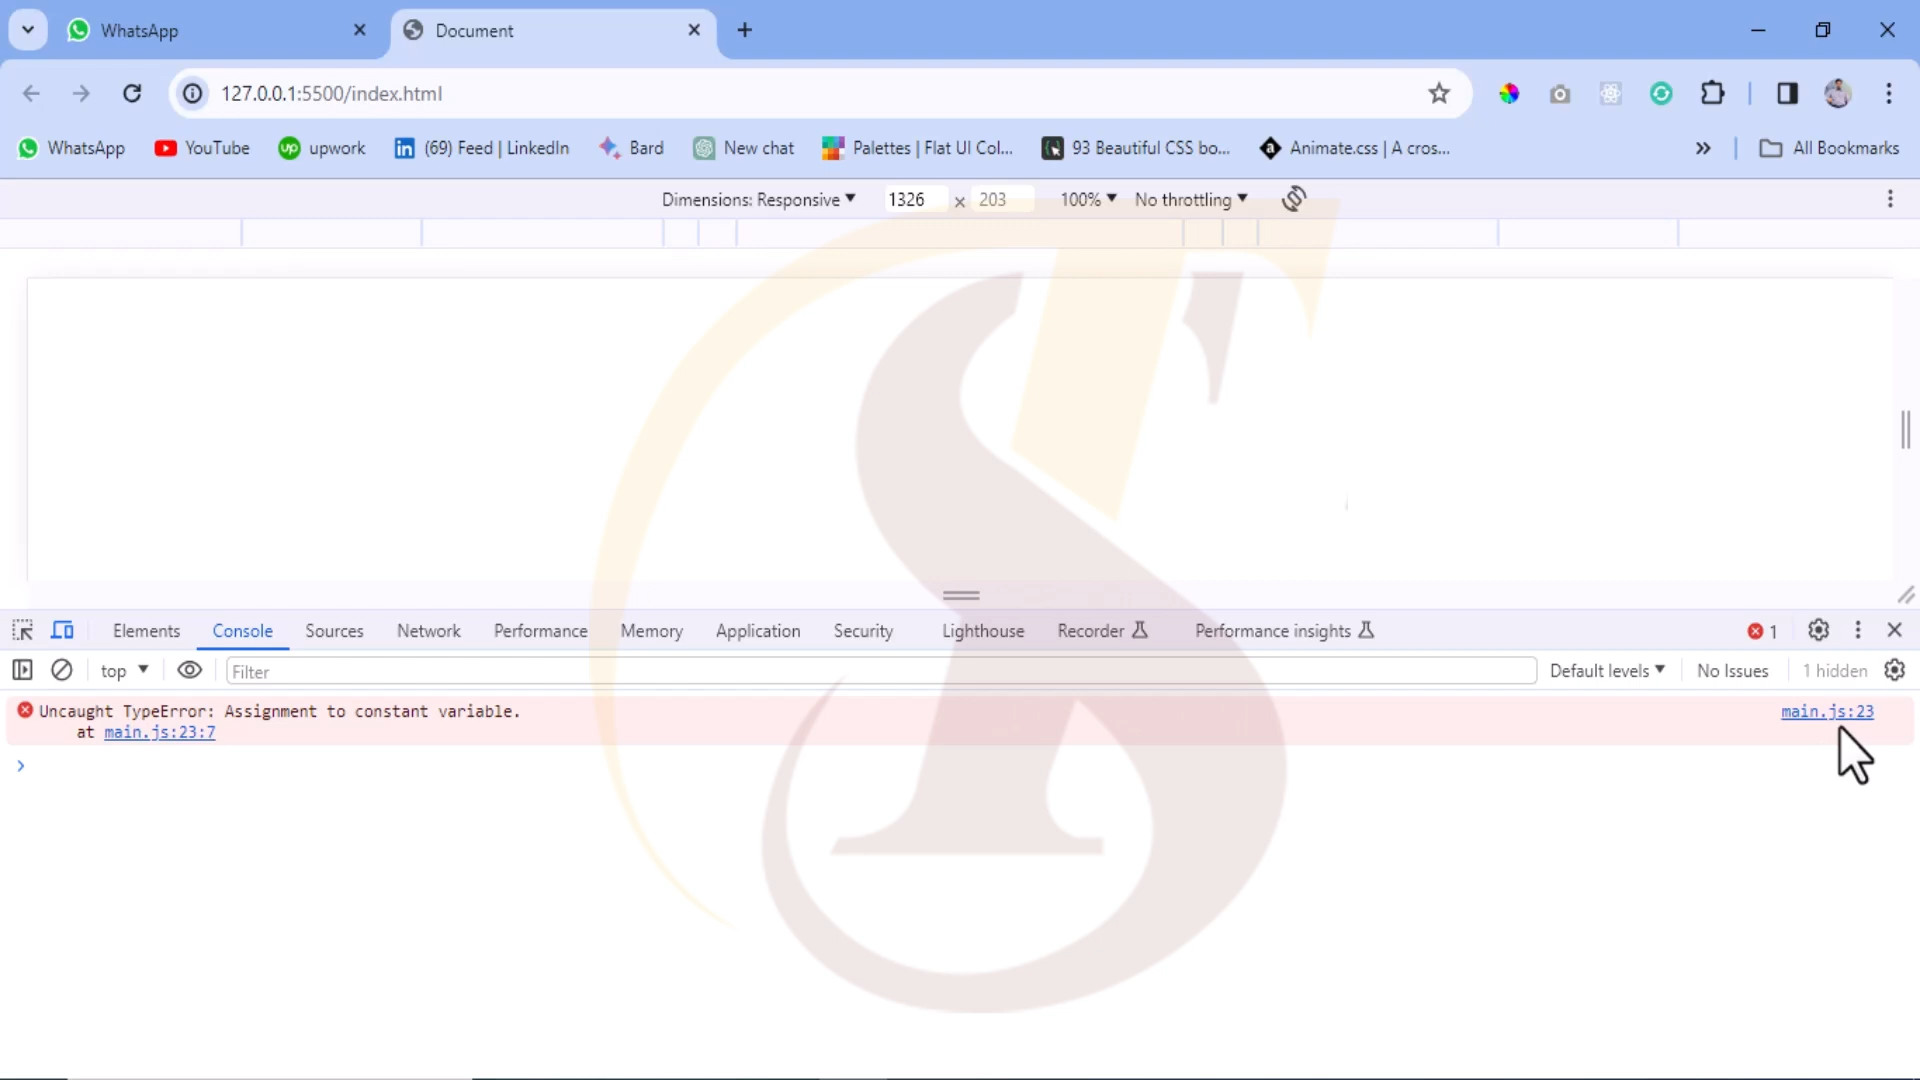 WhatsApp
Document
127.0.0.1:5500/index.html
WhatsApp
YouTube
up upwork
in (69) Feed | LinkedIn
Bard
New chat
Palettes | Flat UI Col...
93 Beautiful CSS bo...
a Animate.css | A cros...
»
All Bookmarks
Dimensions: Responsive 1326 × 203 100% No throttling
Elements Console Sources Network Performance Memory Application Security Lighthouse Recorder Performance insights 1
top Filter Default levels No Issues 1 hidden
Uncaught TypeError: Assignment to constant variable. main.js:23
at main.js:23:7